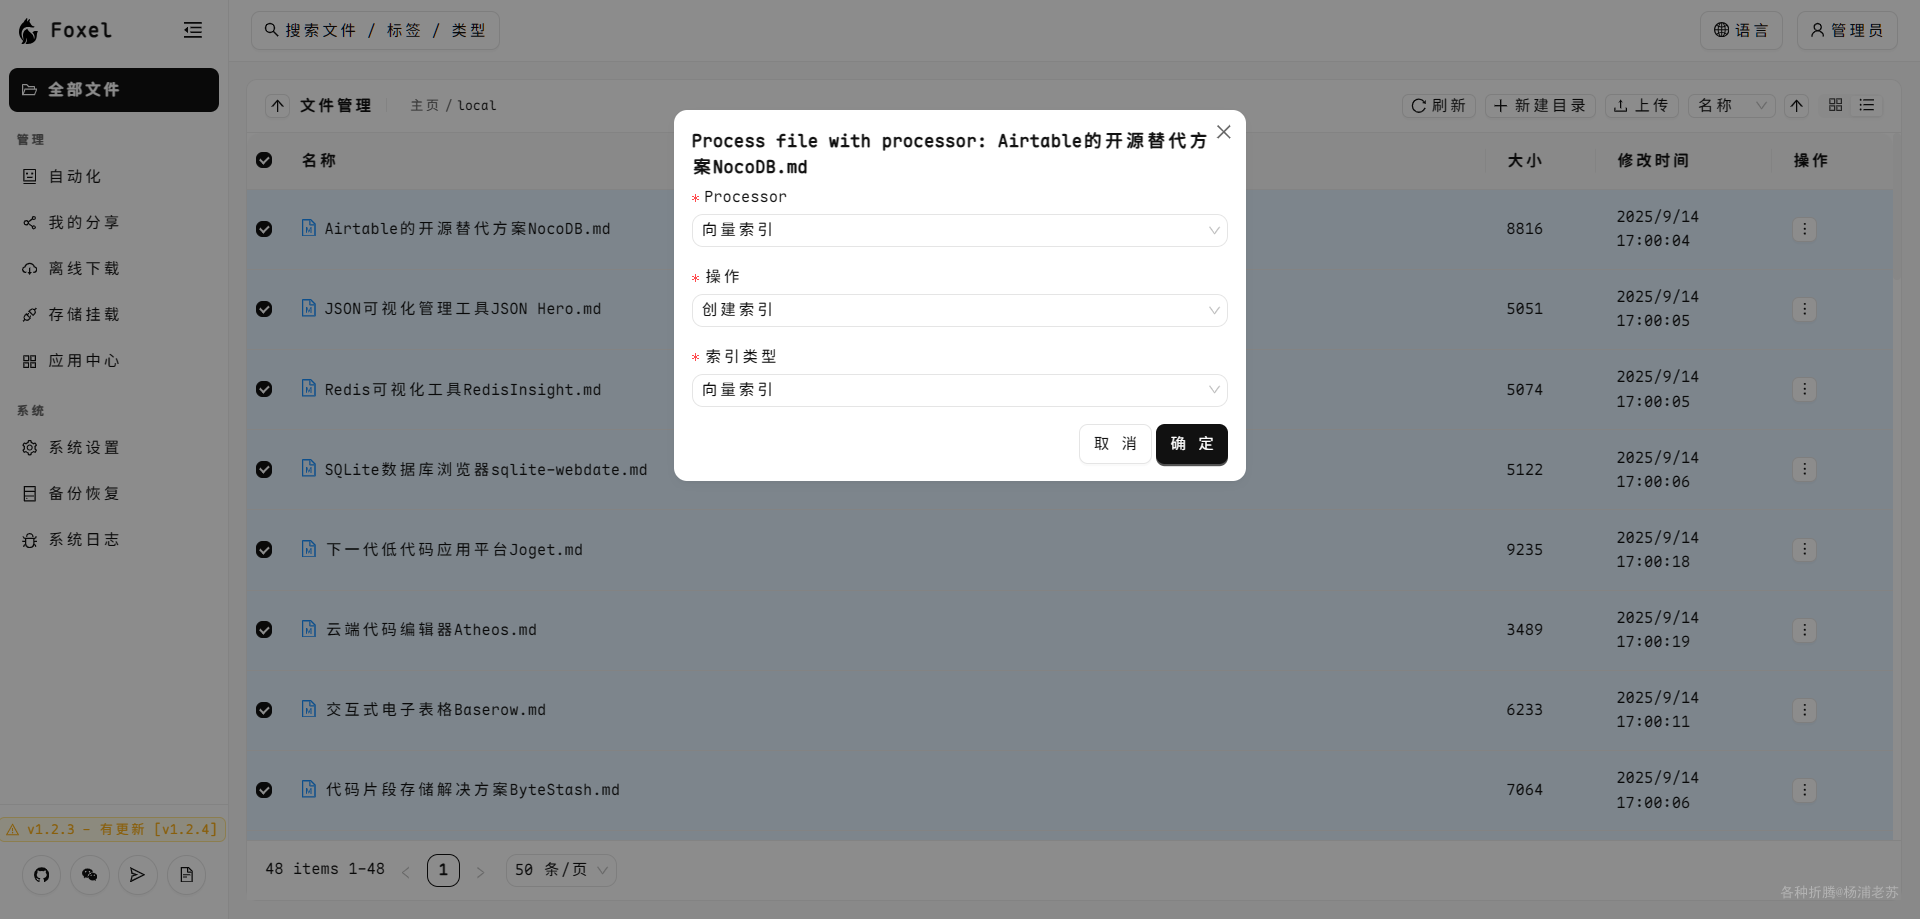 Foxel
搜索文件 / 标签 / 类型
语言
管理员
全部文件
管理
自动化
我的分享
离线下载
存储挂载
应用中心
系统
系统设置
备份恢复
系统日志
v1.2.3 - 有更新 [v1.2.4]
文件管理
主页 / local
刷新
新建目录
上传
名称
名称
大小
修改时间
操作
Airtable的开源替代方案NocoDB.md
8816
2025/9/14
17:00:04
JSON可视化管理工具JSON Hero.md
5051
2025/9/14
17:00:05
Redis可视化工具RedisInsight.md
5074
2025/9/14
17:00:05
SQLite数据库浏览器sqlite-webdate.md
5122
2025/9/14
17:00:06
下一代低代码应用平台Joget.md
9235
2025/9/14
17:00:18
云端代码编辑器Atheos.md
3489
2025/9/14
17:00:19
交互式电子表格Baserow.md
6233
2025/9/14
17:00:11
代码片段存储解决方案ByteStash.md
7064
2025/9/14
17:00:06
48 items 1-48
1
50 条/页
Process file with processor: Airtable的开源替代方
案NocoDB.md
* Processor
向量索引
* 操作
创建索引
* 索引类型
向量索引
取 消
确 定
各种折腾@杨浦老苏